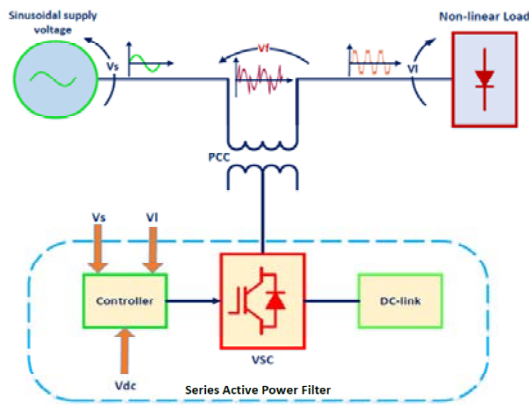 Sinusoidal supply
voltage
Non-linear Load
Vs
Vf
Vl
PCC
Vs
Vl
Controller
DC-link
VSC
Vdc
Series Active Power Filter